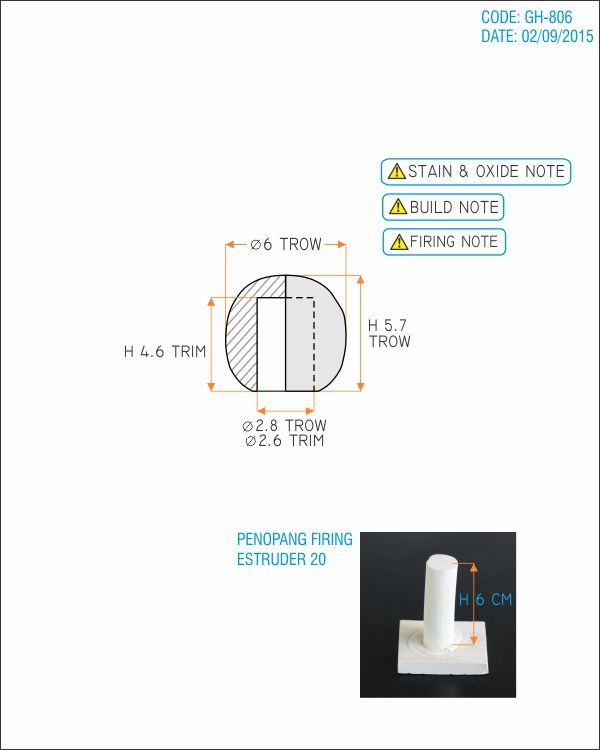 CODE: GH-806
DATE: 02/09/2015
STAIN & OXIDE NOTE
BUILD NOTE
FIRING NOTE
⌀6 TROW
H 5.7
TROW
H 4.6 TRIM
⌀2.8 TROW
⌀2.6 TRIM
PENOPANG FIRING
ESTRUDER 20
H 6 CM